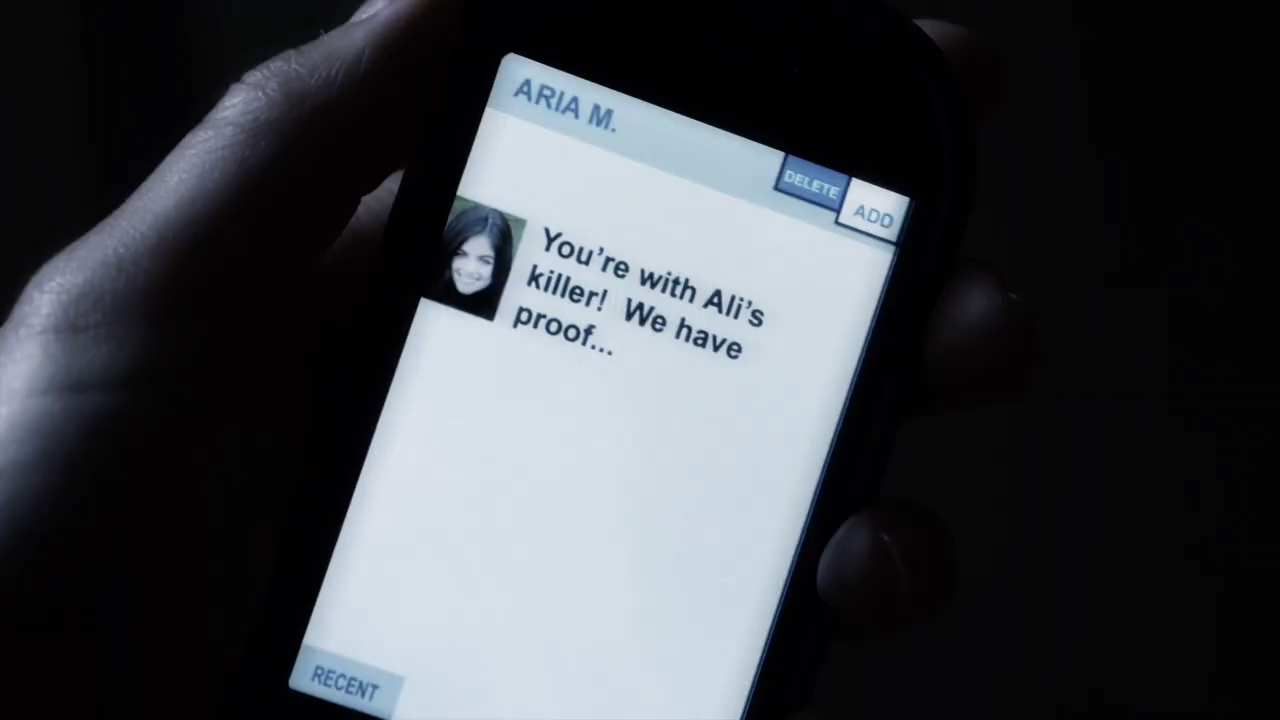 ARIA M.
DELETE
ADD
You're with Ali's
killer!  We have
proof...
RECENT